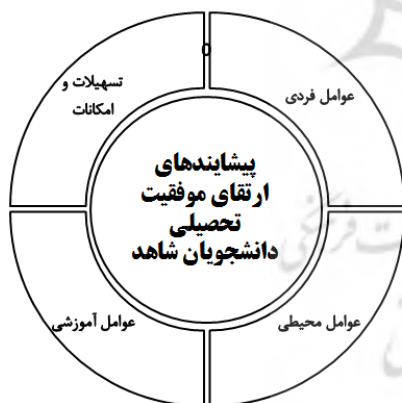 تسهیلات و
امکانات
عوامل فردی
پیشایندهای
ارتقای موفقیت
تحصیلی
دانشجویان شاهد
عوامل آموزشی
عوامل محیطی